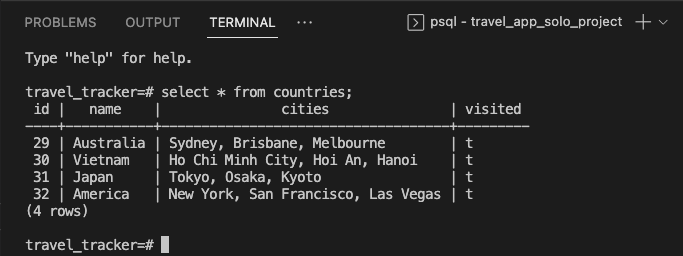 PROBLEMS OUTPUT TERMINAL ... psql - travel_app_solo_project
Type "help" for help.
travel_tracker=# select * from countries;
 id |   name    |               cities                | visited
----+-----------+-------------------------------------+---------
 29 | Australia | Sydney, Brisbane, Melbourne         | t
 30 | Vietnam   | Ho Chi Minh City, Hoi An, Hanoi     | t
 31 | Japan     | Tokyo, Osaka, Kyoto                 | t
 32 | America   | New York, San Francisco, Las Vegas  | t
(4 rows)
travel_tracker=#